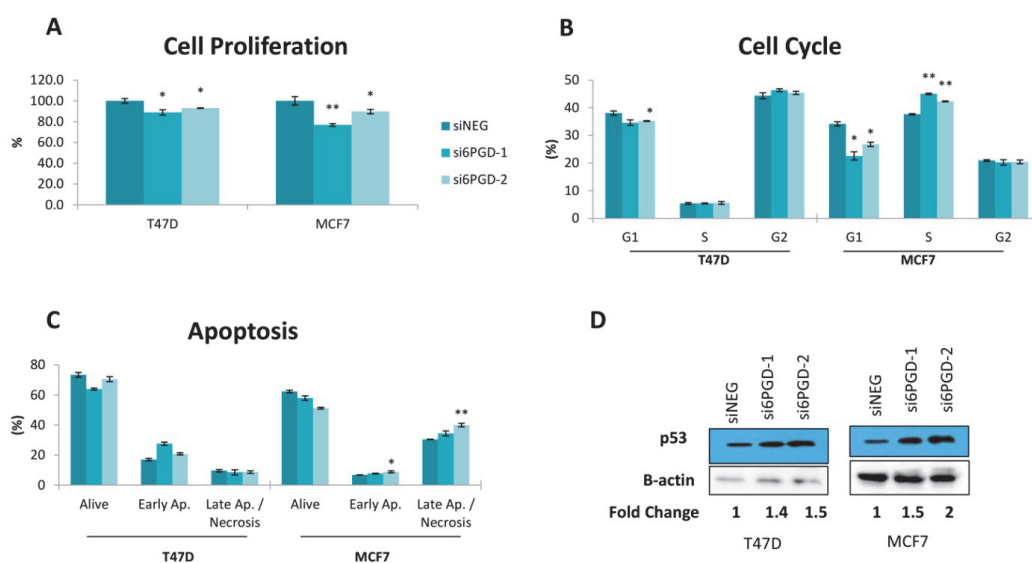 A
Cell Proliferation
120.0
100.0
80.0
60.0
40.0
20.0
0.0
%
* *
** *
T47D MCF7
siNEG
si6PGD-1
si6PGD-2
B
Cell Cycle
50
40
30
20
10
0
(%)
*
* *
** **
G1 S G2 G1 S G2
T47D MCF7
C
Apoptosis
80
60
40
20
0
(%)
*
**
Alive Early Ap. Late Ap. / Alive Early Ap. Late Ap. /
Necrosis Necrosis
T47D MCF7
D
siNEG si6PGD-1 si6PGD-2 siNEG si6PGD-1 si6PGD-2
p53
B-actin
Fold Change 1 1.4 1.5 1 1.5 2
T47D MCF7